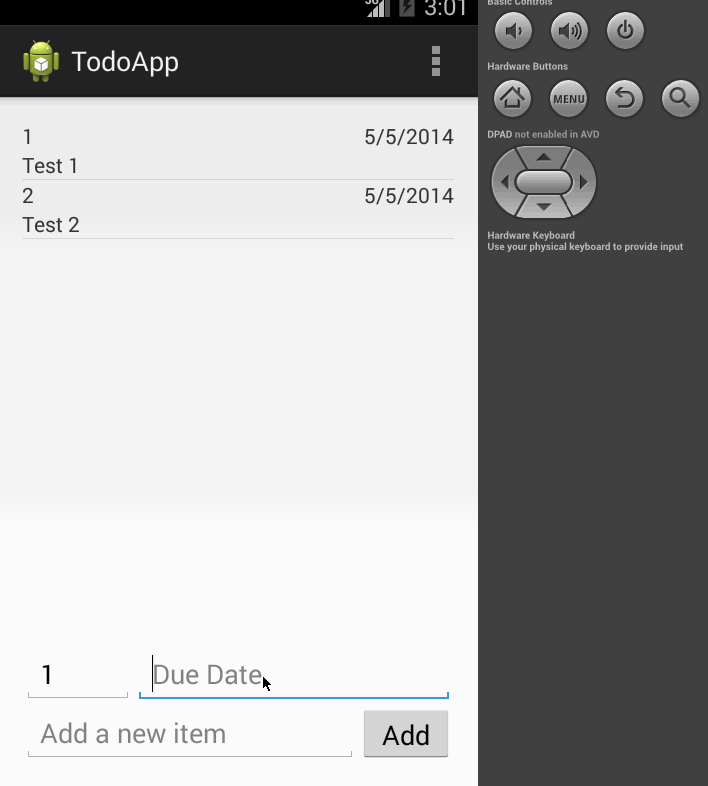 3G
3:01
TodoApp
1 5/5/2014
Test 1
2 5/5/2014
Test 2
1 Due Date
Add a new item Add
Basic Controls
Hardware Buttons
MENU
DPAD not enabled in AVD
Hardware Keyboard
Use your physical keyboard to provide input